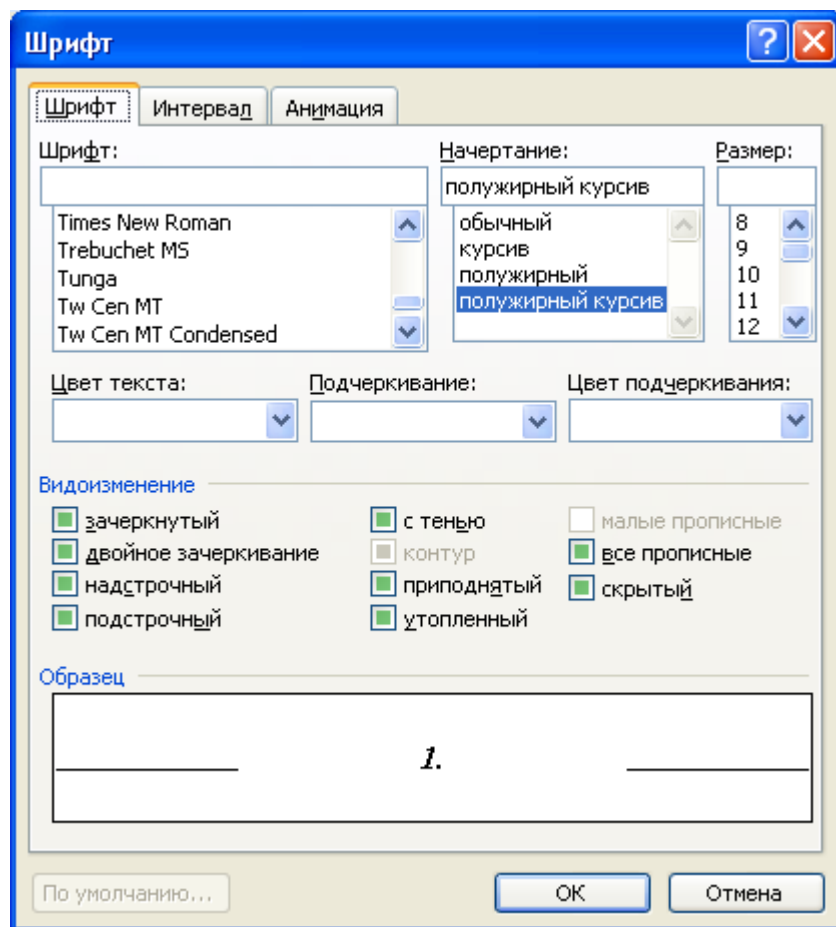 Шрифт
Шрифт Интервал Анимация
Шрифт: Начертание: Размер:
полужирный курсив
Times New Roman обычный 8
Trebuchet MS курсив 9
Tunga полужирный 10
Tw Cen MT полужирный курсив 11
Tw Cen MT Condensed 12
Цвет текста: Подчеркивание: Цвет подчеркивания:
Видоизменение
зачеркнутый с тенью малые прописные
двойное зачеркивание контур все прописные
надстрочный приподнятый скрытый
подстрочный утопленный
Образец
1.
По умолчанию... ОК Отмена